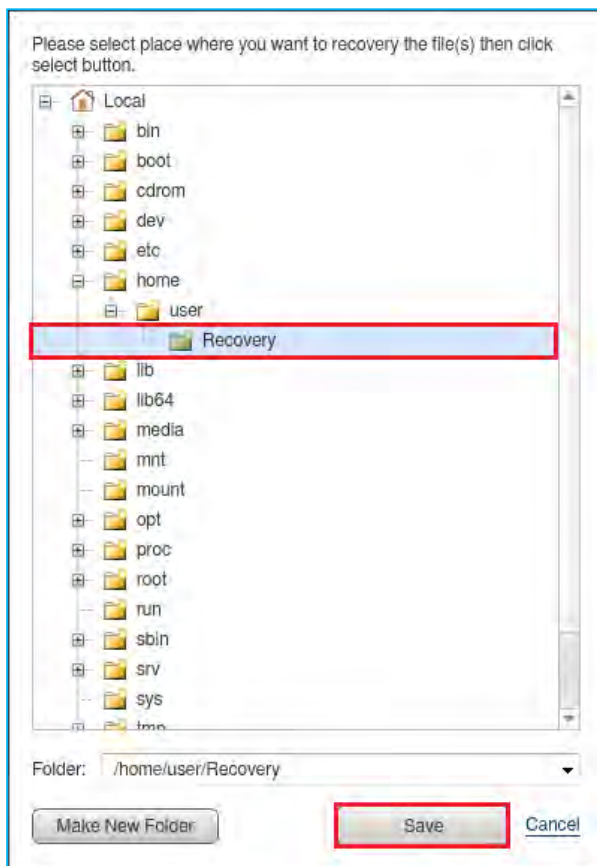 Please select place where you want to recovery the file(s) then click
select button.
Local
bin
boot
cdrom
dev
etc
home
user
Recovery
lib
lib64
media
mnt
mount
opt
proc
root
run
sbin
srv
sys
tmp
Folder: /home/user/Recovery
Make New Folder Save Cancel